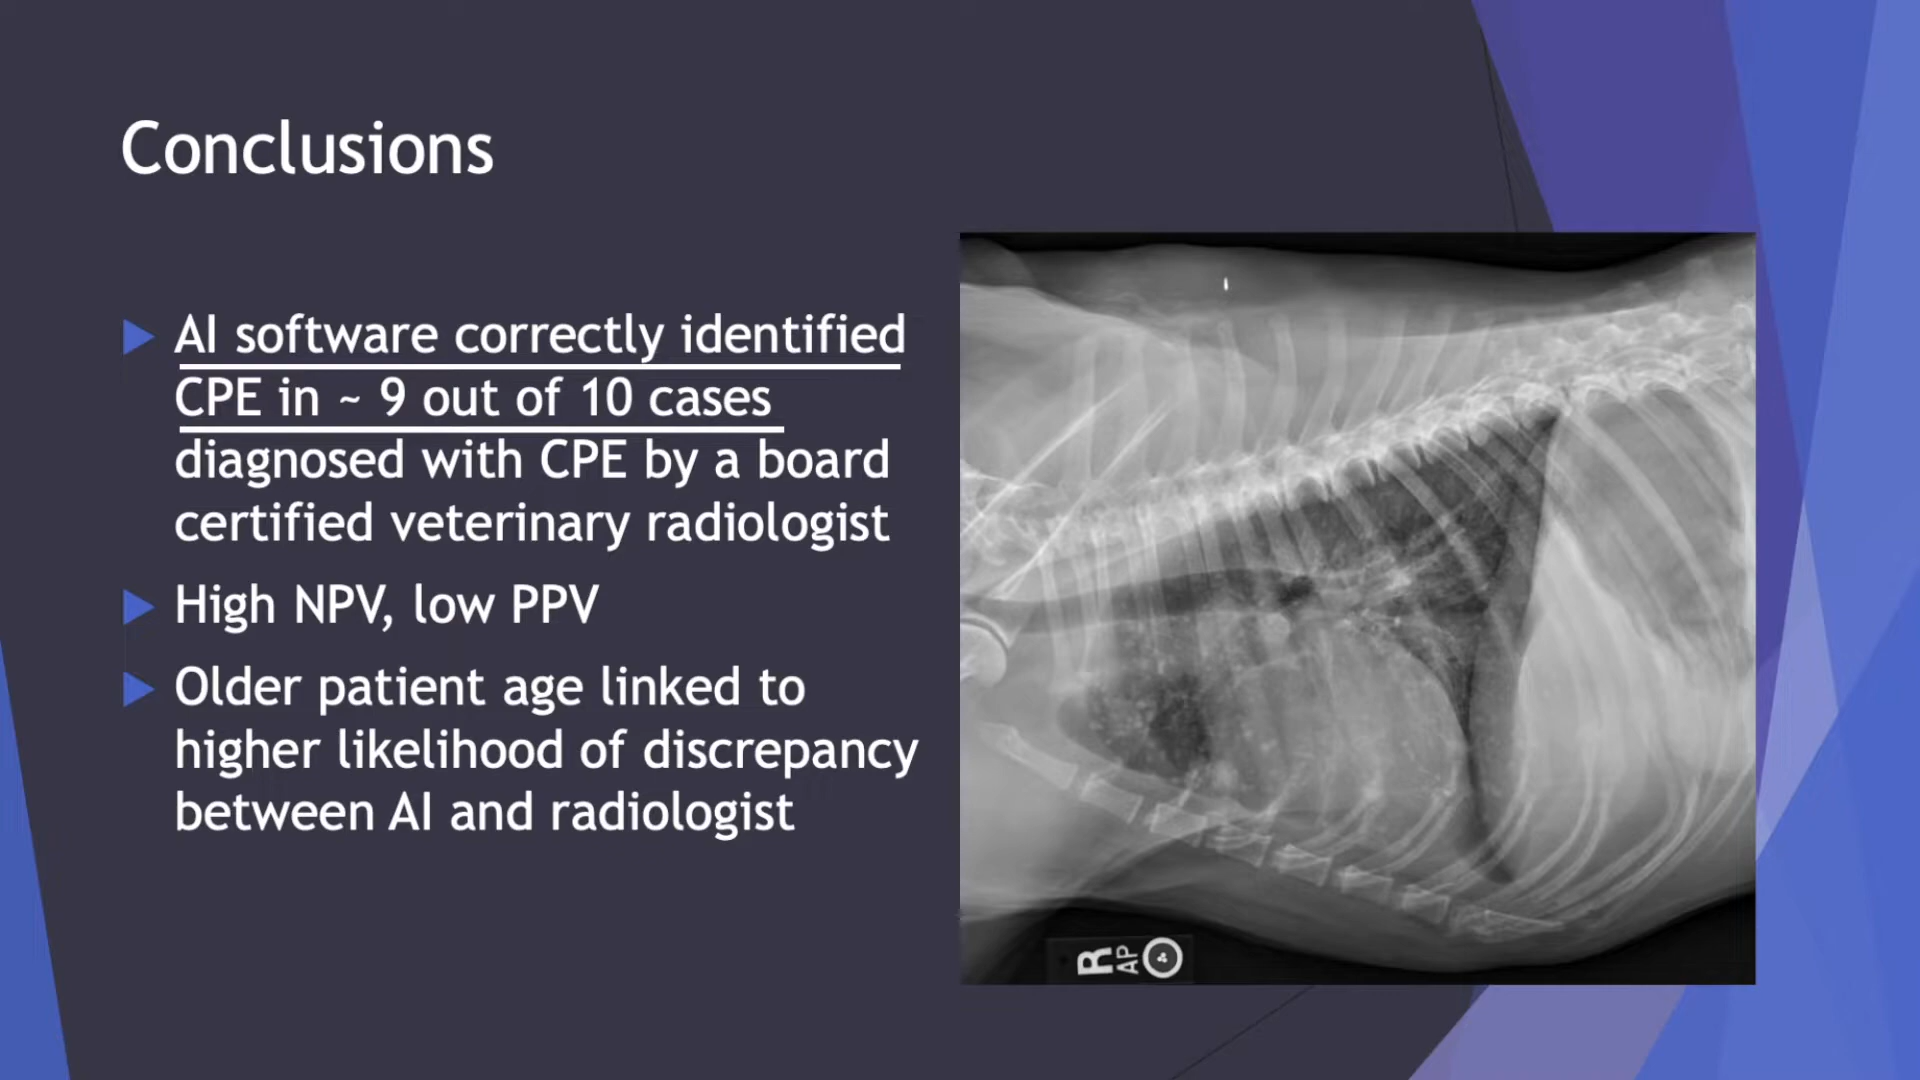 Conclusions
AI software correctly identified
CPE in ~ 9 out of 10 cases
diagnosed with CPE by a board
certified veterinary radiologist
High NPV, low PPV
Older patient age linked to
higher likelihood of discrepancy
between AI and radiologist
R
AP